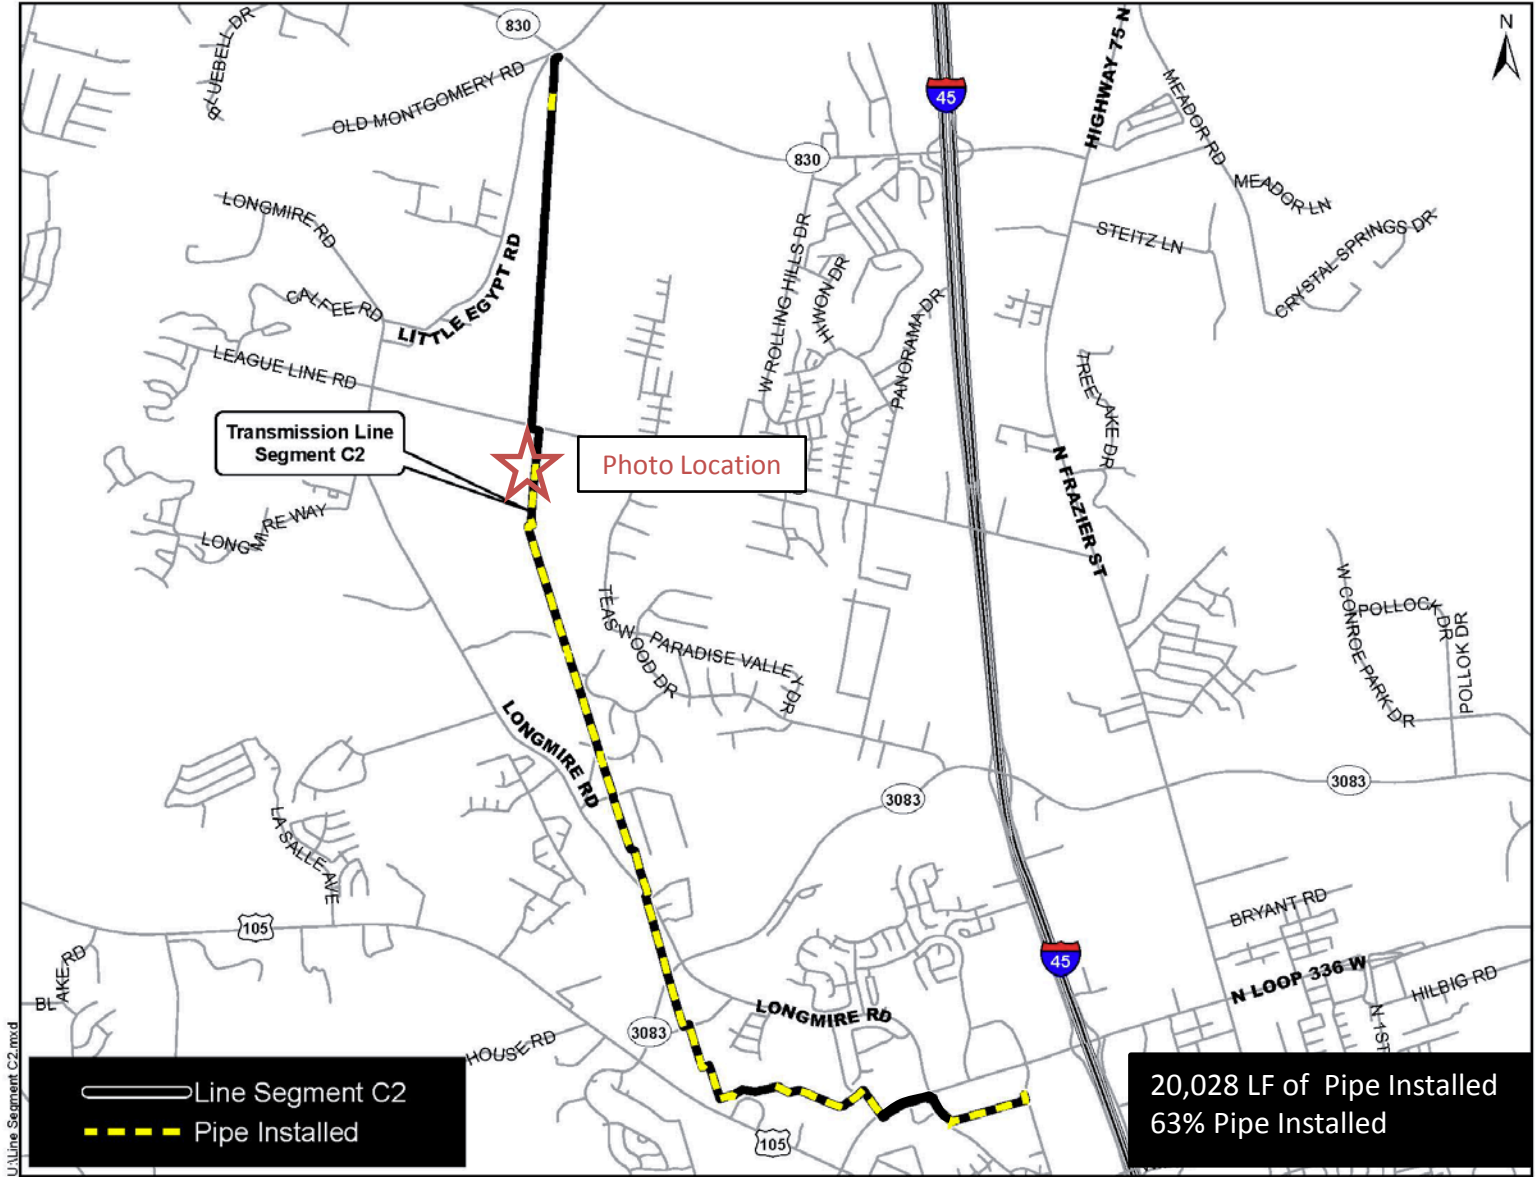 N
BLUEBELL DR
830
OLD MONTGOMERY RD
45
HIGHWAY 75 N
MEADOR RD
830
MEADOR LN
LONGMIRE RD
STEITZ LN
CRYSTAL SPRINGS DR
LITTLE EGYPT RD
W ROLLING HILLS DR
HIWON DR
PANORAMA DR
CALFEE RD
LEAGUE LINE RD
TREELAKE DR
Transmission Line
Segment C2
Photo Location
N FRAZIER ST
LONGMIRE WAY
TEASWOOD DR
PARADISE VALLEY DR
W CONROE PARK DR
POLLOCK DR
POLLOK DR
LONGMIRE RD
3083
3083
LA SALLE AVE
105
BRYANT RD
BLAKE RD
45
N LOOP 336 W
HILBIG RD
LONGMIRE RD
N 1ST
3083
HOUSE RD
105
Line Segment C2
Pipe Installed
20,028 LF of Pipe Installed
63% Pipe Installed
U:\Line Segment C2.mxd